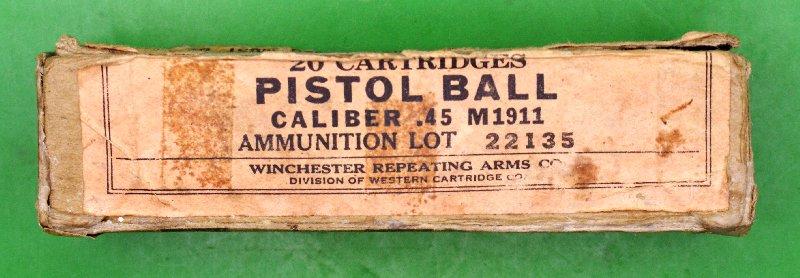 20 CARTRIDGES
PISTOL BALL
CALIBER .45 M1911
AMMUNITION LOT 22135
WINCHESTER REPEATING ARMS CO
DIVISION OF WESTERN CARTRIDGE CO.